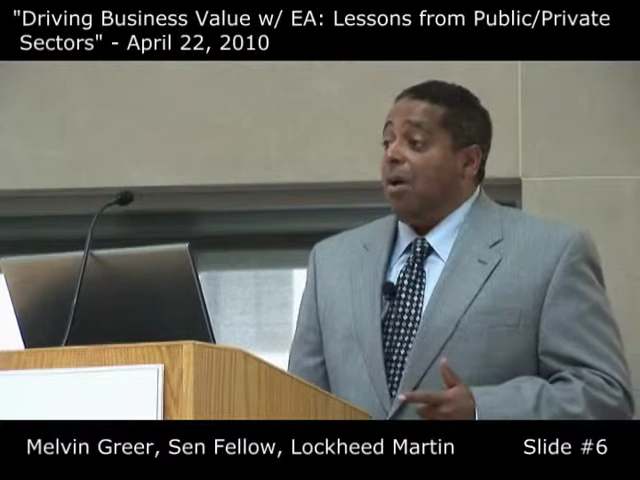 "Driving Business Value w/ EA: Lessons from Public/Private
Sectors" - April 22, 2010
Melvin Greer, Sen Fellow, Lockheed Martin
Slide #6